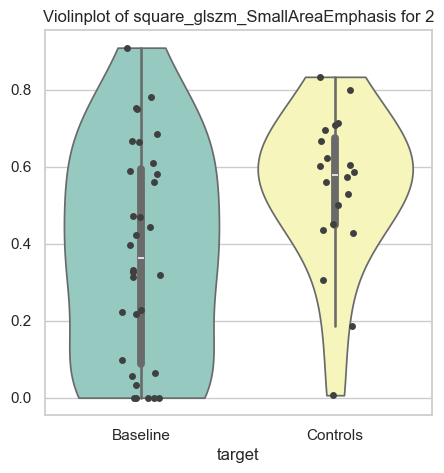 Violinplot of square_glszm_SmallAreaEmphasis for 2
0.8
0.6
0.4
0.2
0.0
Baseline
Controls
target